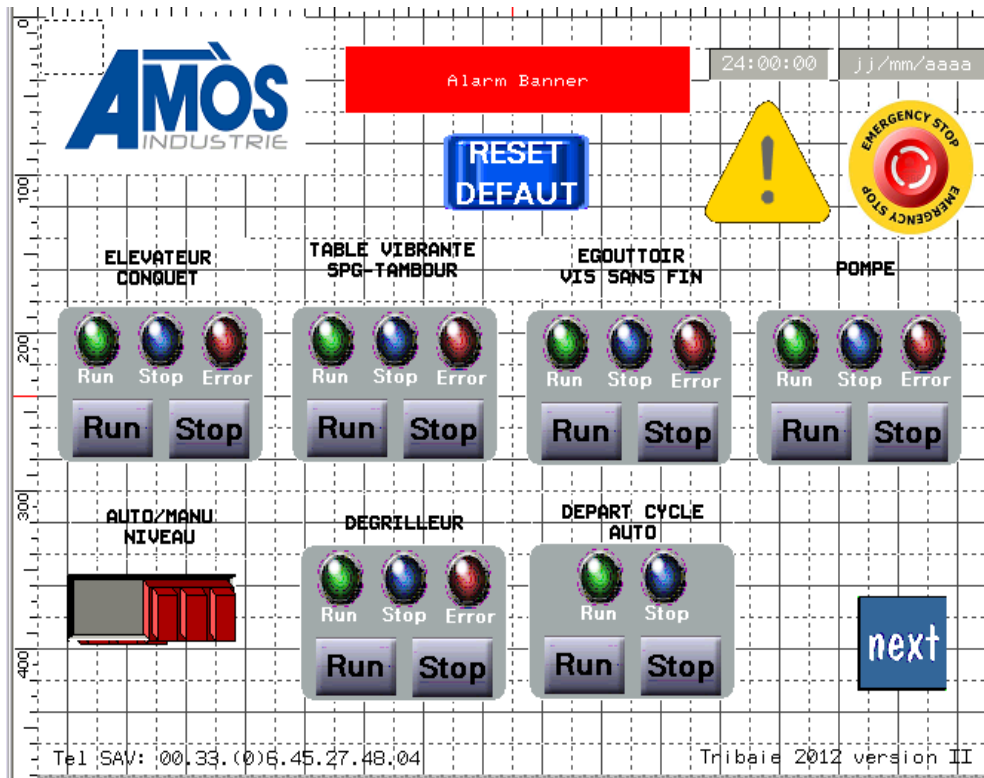 AMÒS
INDUSTRIE
Alarm Banner
24:00:00
jj/mm/aaaa
RESET
DEFAUT
!
EMERGENCY STOP
EMERGENCY STOP
ELEVATEUR
CONQUET
TABLE VIBRANTE
SPG-TAMBOUR
EGOUTTOIR
VIS SANS FIN
POMPE
Run Stop Error
Run Stop
Run Stop Error
Run Stop
Run Stop Error
Run Stop
Run Stop Error
Run Stop
AUTO/MANU
NIVEAU
DEGRILLEUR
DEPART CYCLE
AUTO
Run Stop Error
Run Stop
Run Stop
Run Stop
next
Tel SAV: 00.33.(0)6.45.27.48.04
Tribaie 2012 version II
0
100
200
300
400